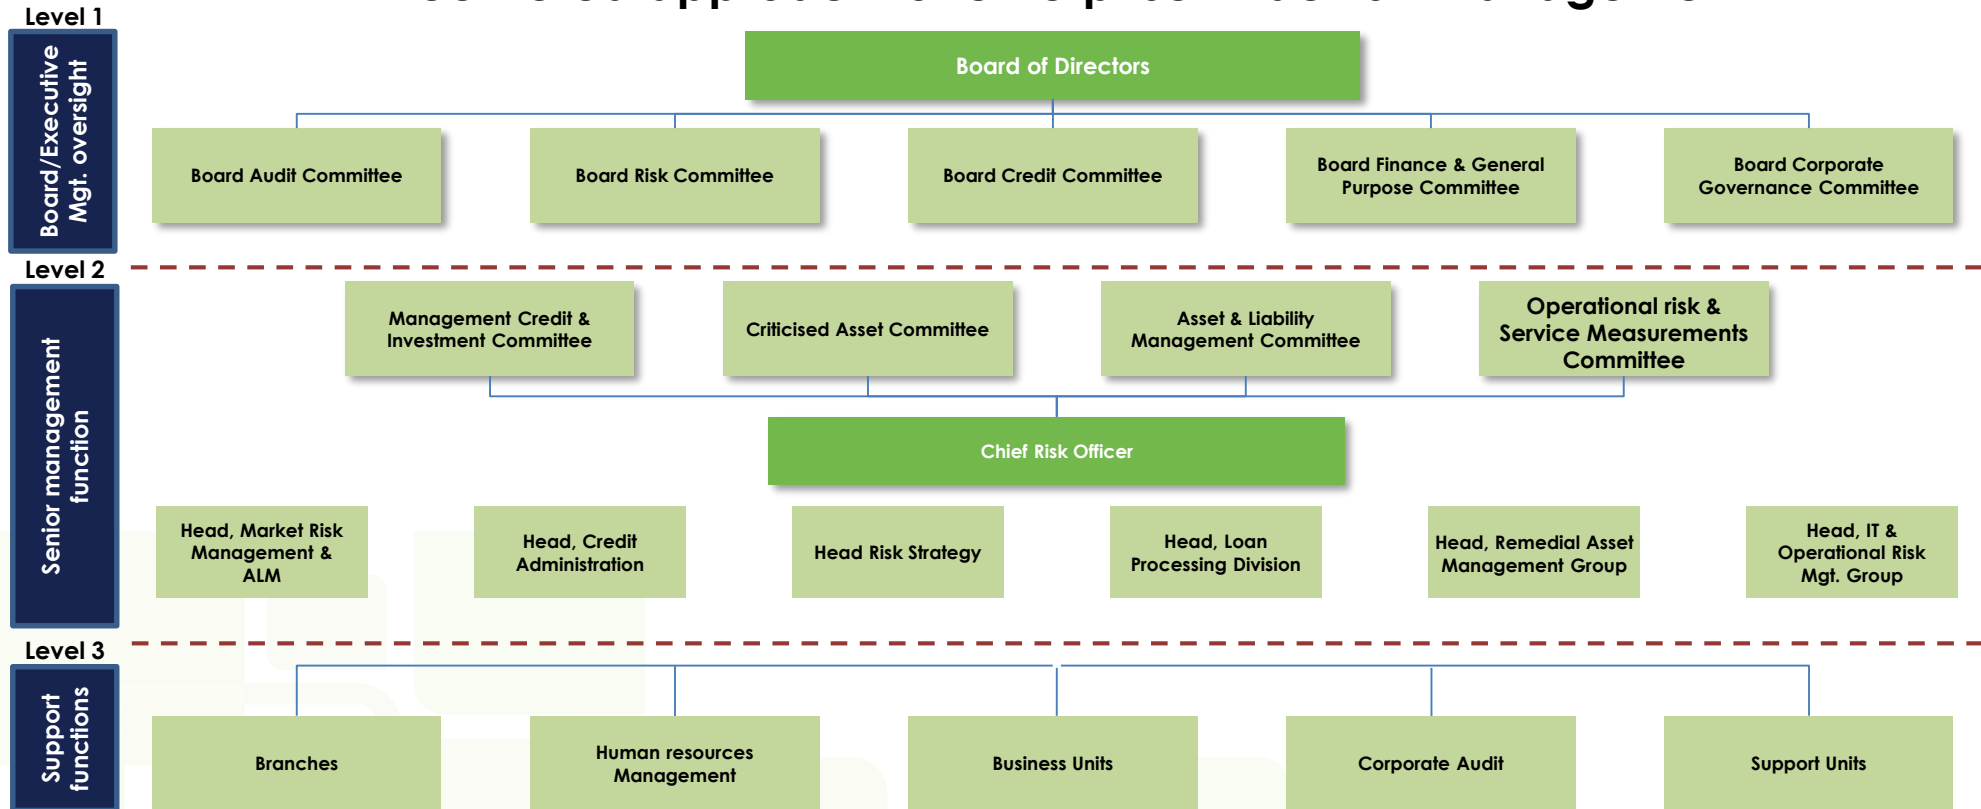 Level 1
Board/Executive
Mgt. oversight
Board of Directors
Board Audit Committee
Board Risk Committee
Board Credit Committee
Board Finance & General
Purpose Committee
Board Corporate
Governance Committee
Level 2
Senior management
function
Management Credit &
Investment Committee
Criticised Asset Committee
Asset & Liability
Management Committee
Operational risk &
Service Measurements
Committee
Chief Risk Officer
Head, Market Risk
Management &
ALM
Head, Credit
Administration
Head Risk Strategy
Head, Loan
Processing Division
Head, Remedial Asset
Management Group
Head, IT &
Operational Risk
Mgt. Group
Level 3
Support
functions
Branches
Human resources
Management
Business Units
Corporate Audit
Support Units